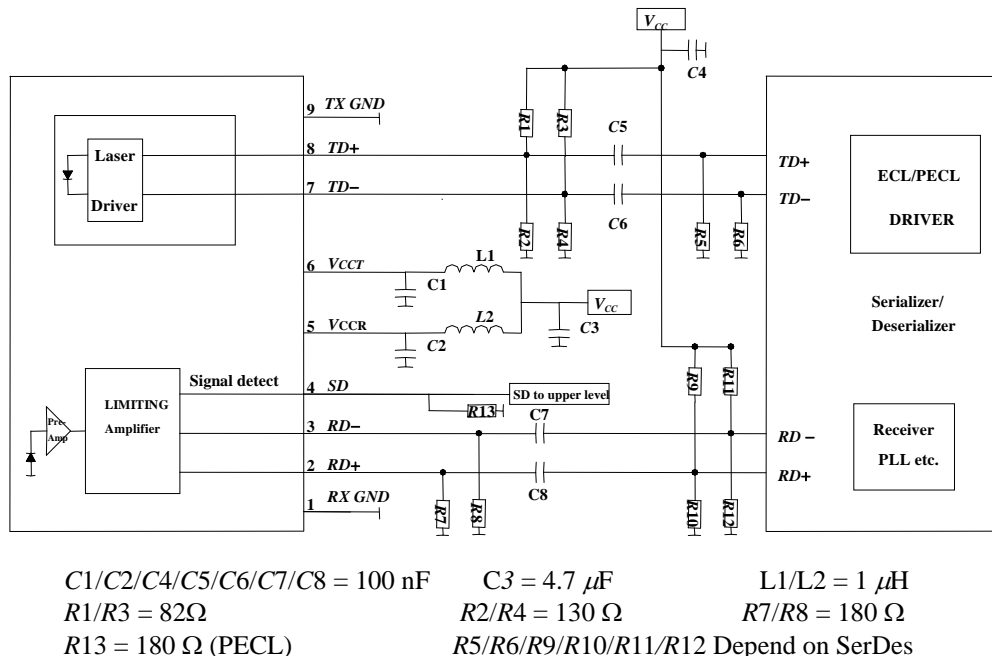 V_CC
C4
9 TX GND
R1
R3
C5
Laser
Driver
8 TD+
TD+
7 TD−
TD−
C6
ECL/PECL
DRIVER
R2
R4
R5
R6
6 VCCT
L1
C1
V_CC
C3
Serializer/
Deserializer
5 VCCR
L2
C2
R9
R11
Signal detect
4 SD
SD to upper level
R13
C7
LIMITING
Amplifier
Pre-
Amp
3 RD−
RD -
Receiver
PLL etc.
2 RD+
RD+
C8
1 RX GND
R7
R8
R10
R12
C1/C2/C4/C5/C6/C7/C8 = 100 nF C3 = 4.7 μF L1/L2 = 1 μH
R1/R3 = 82Ω R2/R4 = 130 Ω R7/R8 = 180 Ω
R13 = 180 Ω (PECL) R5/R6/R9/R10/R11/R12 Depend on SerDes